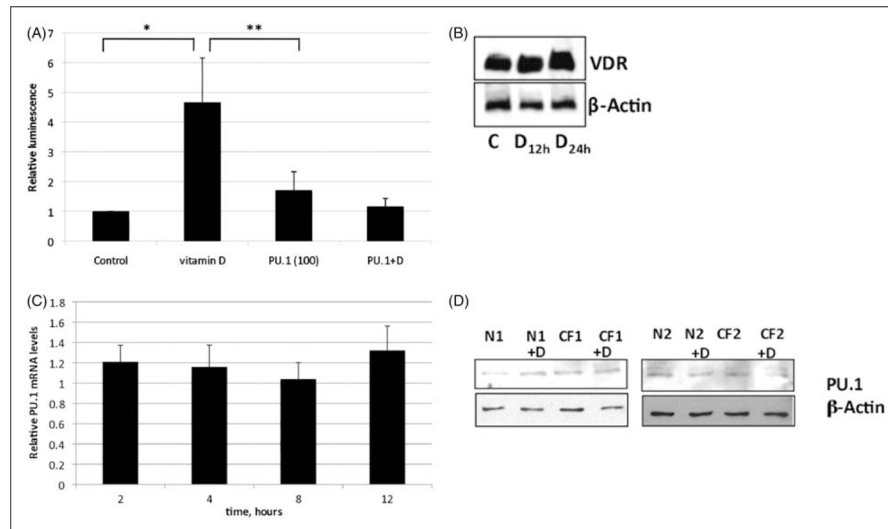 (A)
*
**
Relative luminescence
7
6
5
4
3
2
1
0
Control
vitamin D
PU.1 (100)
PU.1+D
(B)
VDR
β-Actin
C D12h D24h
(C)
Relative PU.1 mRNA levels
1.8
1.6
1.4
1.2
1
0.8
0.6
0.4
0.2
0
2
4
8
12
time, hours
(D)
N1 N1 CF1 CF1
+D +D
N2 N2 CF2 CF2
+D +D
PU.1
β-Actin